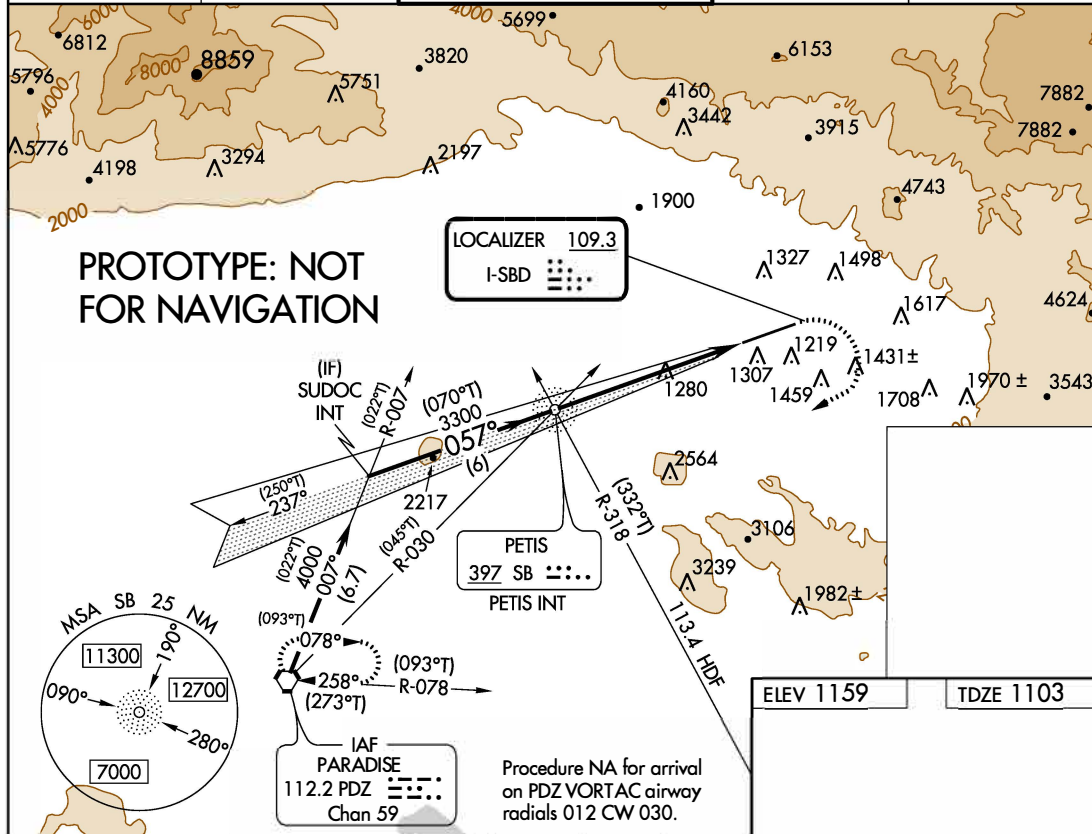 6000
6812
8859
8000
5796
4000
5751
3820
4000
5699
6153
4160
3442
3915
7882
7882
5776
4198
3294
2197
4743
2000
1900
PROTOTYPE: NOT
FOR NAVIGATION
LOCALIZER 109.3
I-SBD
1327
1498
1617
4624
1219
1431±
1307
1459
1280
1708
1970 ±
3543
(IF)
SUDOC
INT
(022°T)
R-007
(070°T)
3300
057°
(6)
2217
(250°T)
237°
(045°T)
R-030
(022°T)
4000
007°
(6.7)
(332°T)
R-318
113.4 HDF
2564
3106
3239
1982 ±
PETIS
397 SB
PETIS INT
MSA SB 25 NM
11300
190°
12700
090°
280°
7000
(093°T)
078°
258°
(273°T)
(093°T)
R-078
IAF
PARADISE
112.2 PDZ
Chan 59
Procedure NA for arrival
on PDZ VORTAC airway
radials 012 CW 030.
ELEV 1159
TDZE 1103